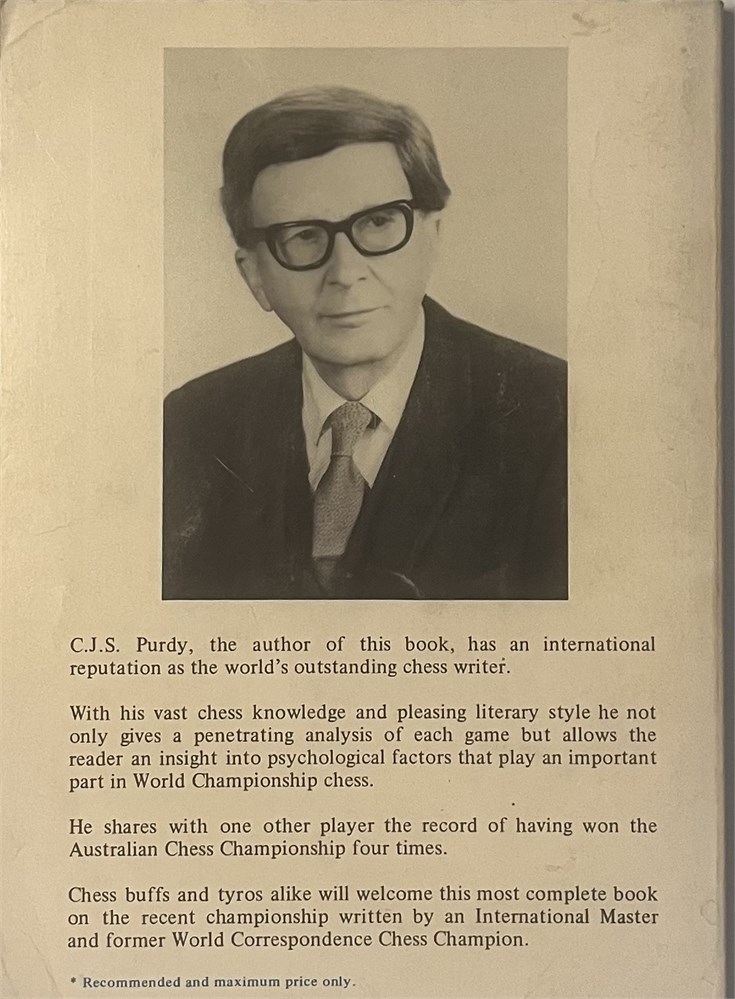 C.J.S. Purdy, the author of this book, has an international
reputation as the world's outstanding chess writer.
With his vast chess knowledge and pleasing literary style he not
only gives a penetrating analysis of each game but allows the
reader an insight into psychological factors that play an important
part in World Championship chess.
He shares with one other player the record of having won the
Australian Chess Championship four times.
Chess buffs and tyros alike will welcome this most complete book
on the recent championship written by an International Master
and former World Correspondence Chess Champion.
* Recommended and maximum price only.